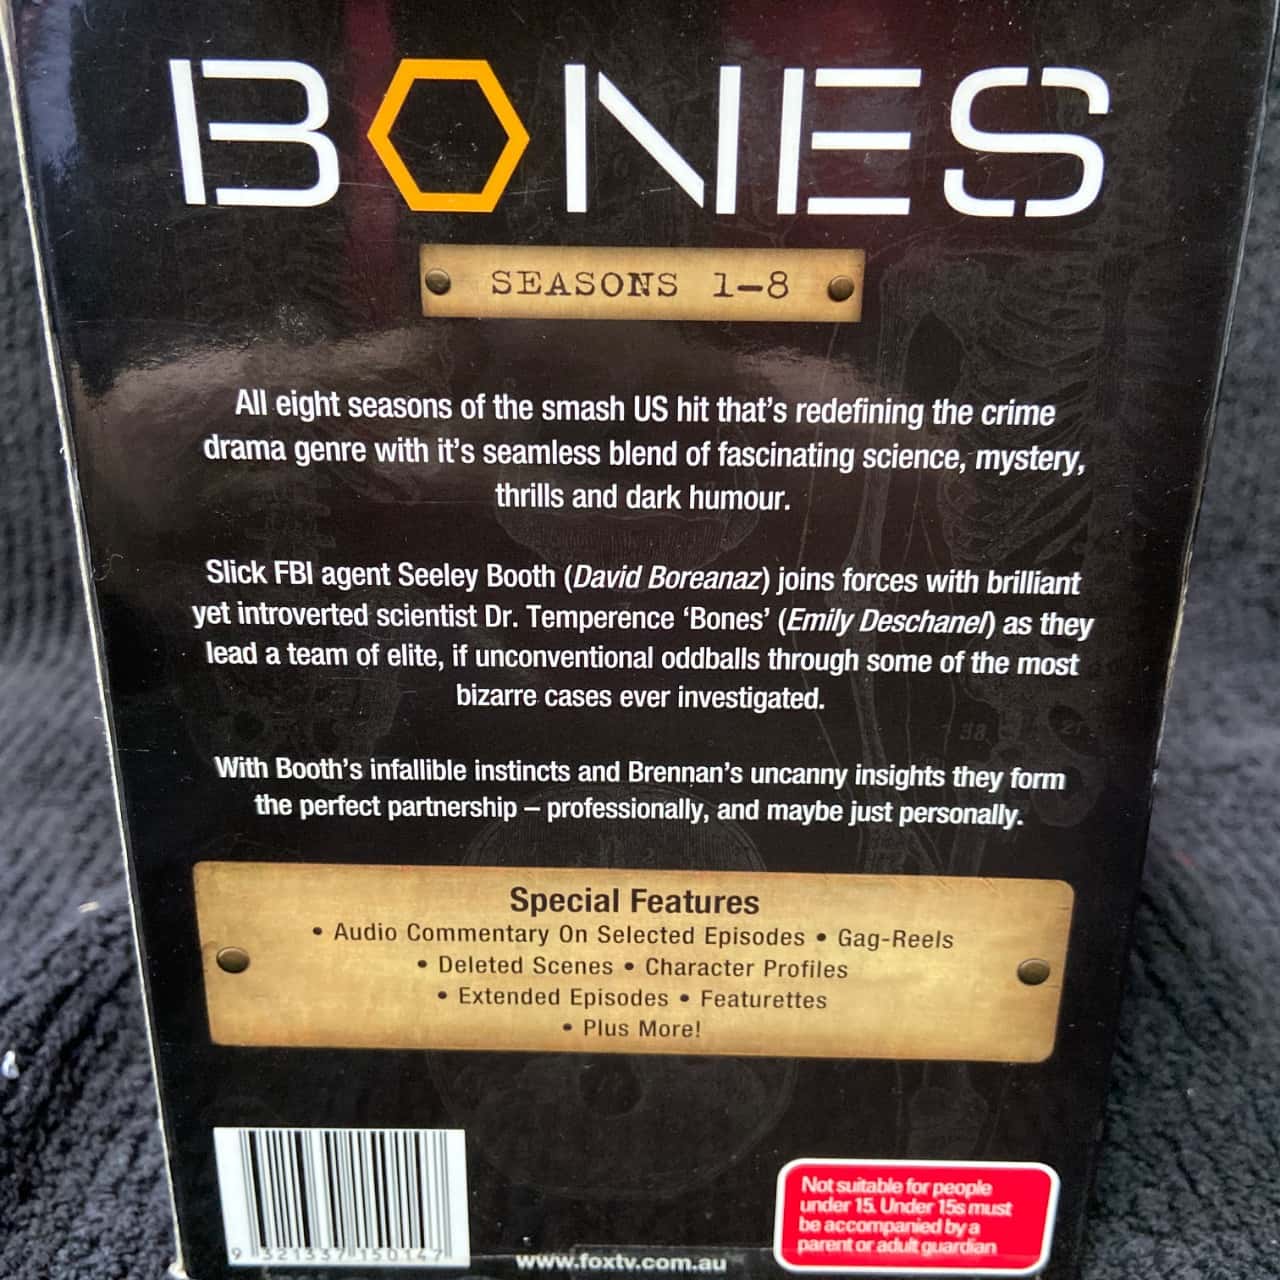 BONES
SEASONS 1–8
All eight seasons of the smash US hit that's redefining the crime
drama genre with it's seamless blend of fascinating science, mystery,
thrills and dark humour.
Slick FBI agent Seeley Booth (David Boreanaz) joins forces with brilliant
yet introverted scientist Dr. Temperence 'Bones' (Emily Deschanel) as they
lead a team of elite, if unconventional oddballs through some of the most
bizarre cases ever investigated.
With Booth's infallible instincts and Brennan's uncanny insights they form
the perfect partnership – professionally, and maybe just personally.
Special Features
• Audio Commentary On Selected Episodes • Gag-Reels
• Deleted Scenes • Character Profiles
• Extended Episodes • Featurettes
• Plus More!
9 321337 150147
www.foxtv.com.au
Not suitable for people
under 15. Under 15s must
be accompanied by a
parent or adult guardian